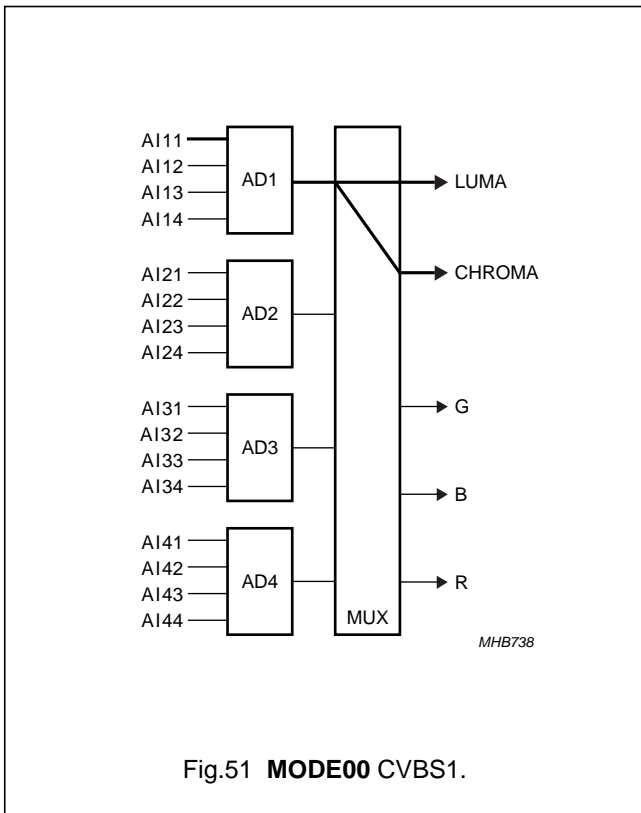 AI11
AI12
AI13
AI14
AD1
LUMA
CHROMA
AI21
AI22
AI23
AI24
AD2
AI31
AI32
AI33
AI34
AD3
G
B
AI41
AI42
AI43
AI44
AD4
R
MUX
MHB738
Fig.51 MODE00 CVBS1.